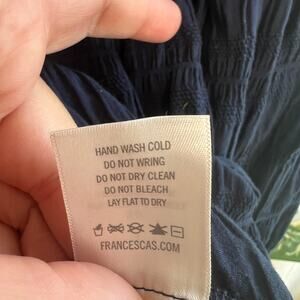 HAND WASH COLD
DO NOT WRING
DO NOT DRY CLEAN
DO NOT BLEACH
LAY FLAT TO DRY
FRANCESCAS.COM